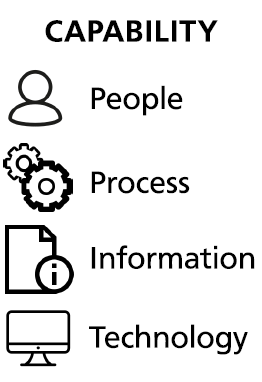 CAPABILITY
People
Process
Information
Technology